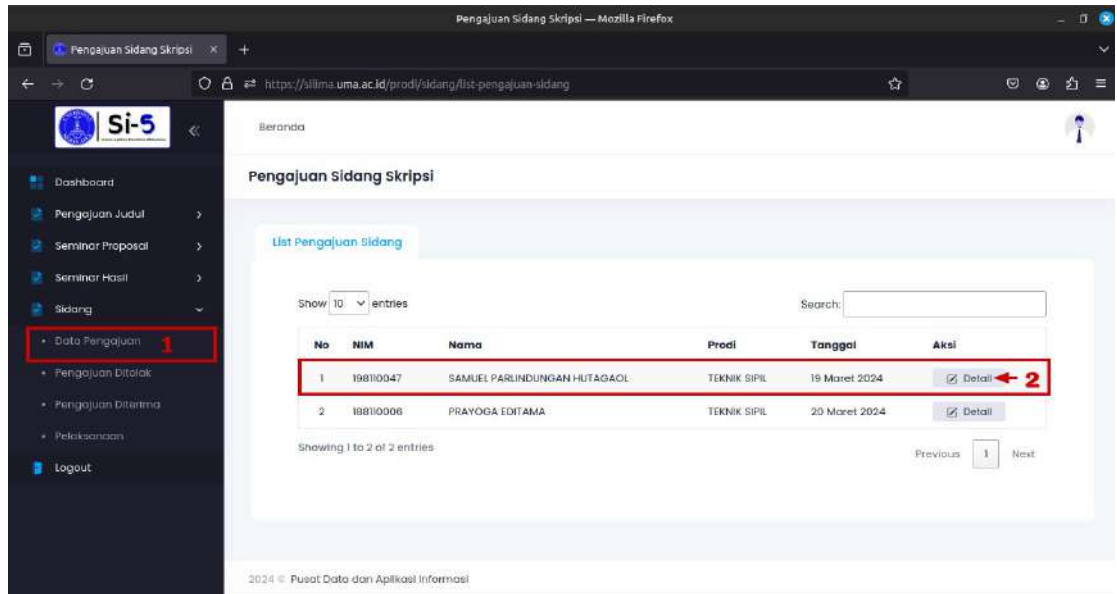 Pengajuan Sidang Skripsi — Mozilla Firefox
Pengajuan Sidang Skripsi
https://silima.uma.ac.id/prodi/sidang/list-pengajuan-sidang
Si-5
Beranda
Pengajuan Sidang Skripsi
Dashboard
Pengajuan Judul
Seminar Proposal
Seminar Hasil
Sidang
Data Pengajuan 1
Pengajuan Ditolak
Pengajuan Diterima
Pelaksanaan
Logout
List Pengajuan Sidang
Show 10 entries Search:
No NIM Nama Prodi Tanggal Aksi
1 198110047 SAMUEL PARLINDUNGAN HUTAGAOL TEKNIK SIPIL 19 Maret 2024 Detail 2
2 188110006 PRAYOGA EDITAMA TEKNIK SIPIL 20 Maret 2024 Detail
Showing 1 to 2 of 2 entries
Previous 1 Next
2024 © Pusat Data dan Aplikasi Informasi